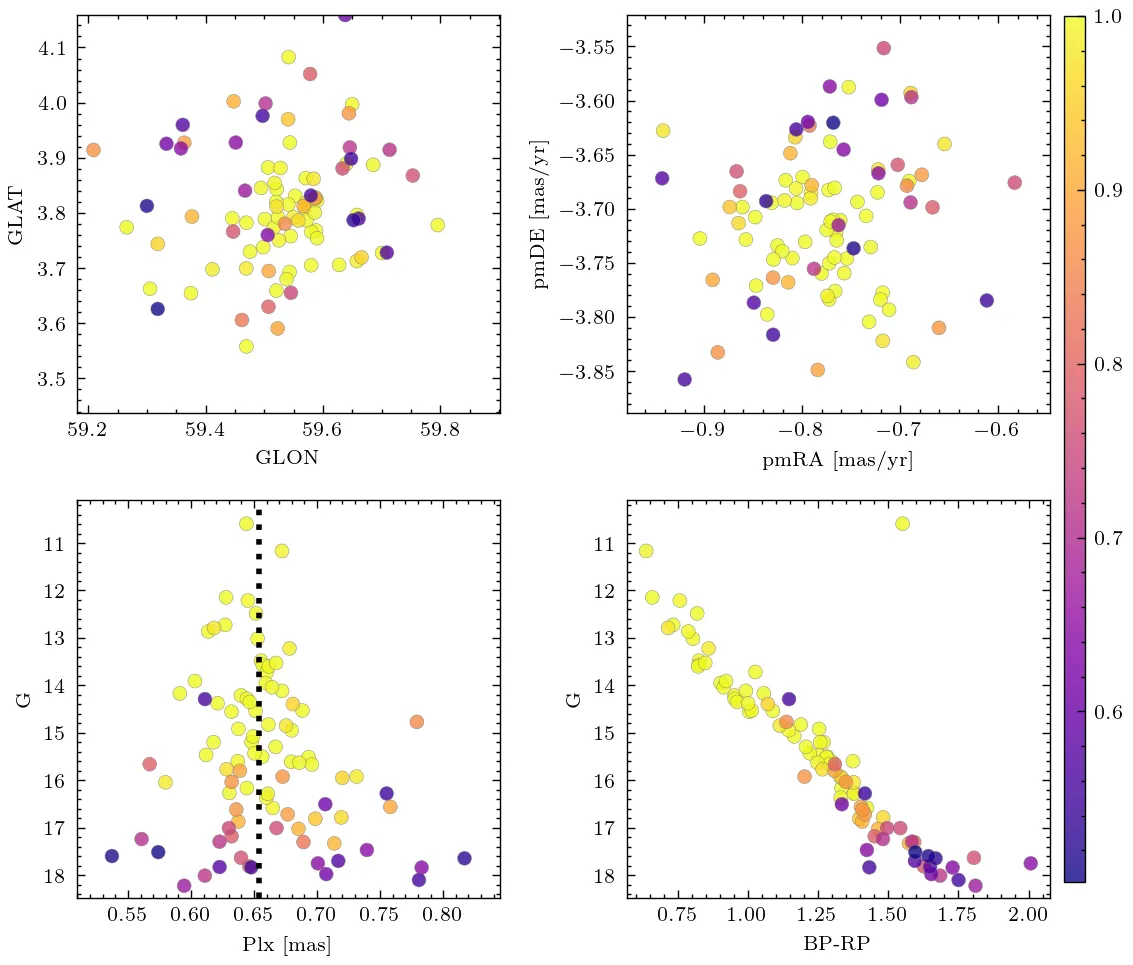 4.1
4.0
3.9
3.8
3.7
3.6
3.5
GLAT
59.2 59.4 59.6 59.8
GLON
−3.55
−3.60
−3.65
−3.70
−3.75
−3.80
−3.85
pmDE [mas/yr]
−0.9 −0.8 −0.7 −0.6
pmRA [mas/yr]
1.0
0.9
0.8
0.7
0.6
11
12
13
14
15
16
17
18
G
0.55 0.60 0.65 0.70 0.75 0.80
Plx [mas]
11
12
13
14
15
16
17
18
G
0.75 1.00 1.25 1.50 1.75 2.00
BP-RP